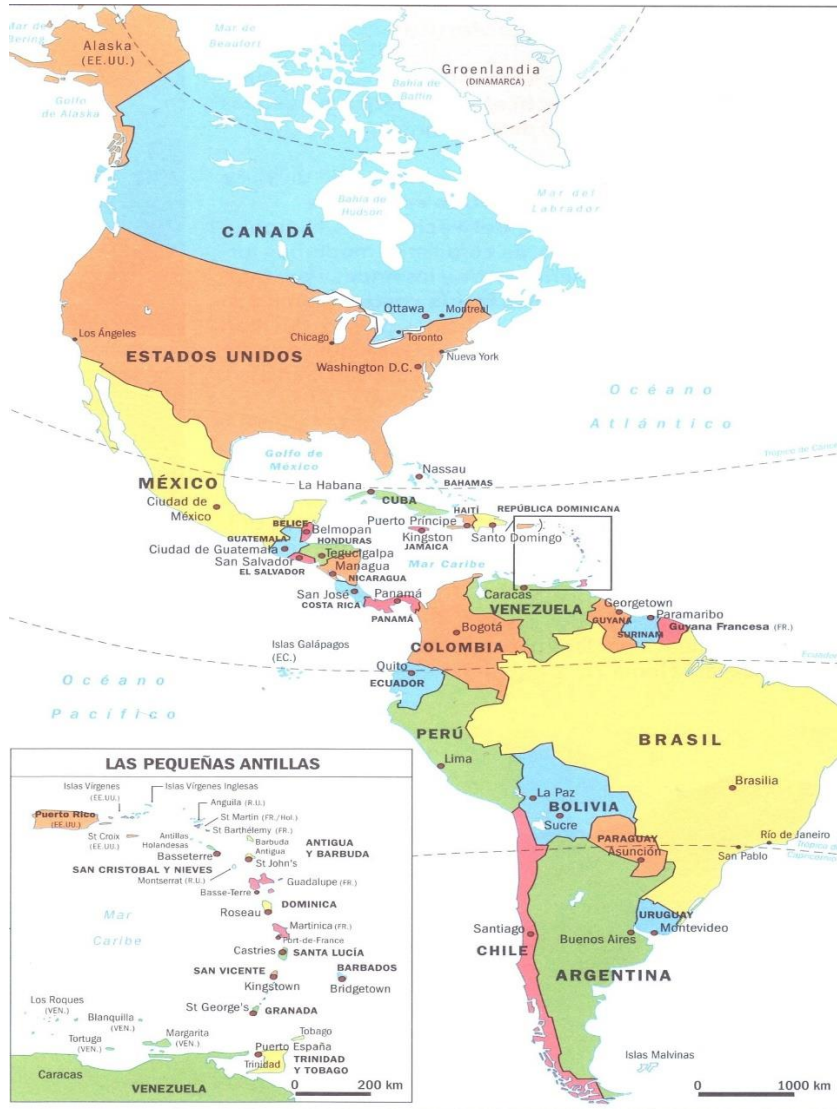 Mar de
Bering
Alaska
(EE.UU.)
Mar de
Beaufort
Groenlandia
(DINAMARCA)
Golfo
de Alaska
Bahía de
Baffin
Mar del
Labrador
Bahía de
Hudson
CANADÁ
Ottawa
Montreal
Toronto
Los Ángeles
Chicago
ESTADOS UNIDOS
Nueva York
Washington D.C.
Océano
Atlántico
Golfo de
México
Nassau
BAHAMAS
La Habana
CUBA
MÉXICO
Ciudad de
México
HAITÍ
REPÚBLICA DOMINICANA
Puerto Príncipe
Kingston
JAMAICA
Santo Domingo
BELICE
Belmopan
GUATEMALA
HONDURAS
Ciudad de Guatemala
Tegucigalpa
San Salvador
EL SALVADOR
Managua
NICARAGUA
Mar Caribe
San José
COSTA RICA
Panamá
PANAMÁ
Caracas
VENEZUELA
Georgetown
Paramaribo
GUYANA
SURINAM
Guyana Francesa (FR.)
Bogotá
COLOMBIA
Islas Galápagos
(EC.)
Ecuador
Quito
ECUADOR
Océano
Pacífico
PERÚ
Lima
BRASIL
Brasilia
La Paz
BOLIVIA
Sucre
PARAGUAY
Asunción
Río de Janeiro
San Pablo
Trópico de
Capricornio
URUGUAY
Santiago
CHILE
Buenos Aires
Montevideo
ARGENTINA
Islas Malvinas
0 1000 km
LAS PEQUEÑAS ANTILLAS
Islas Vírgenes
(EE.UU.)
Islas Vírgenes Inglesas
Anguila (R.U.)
Puerto Rico
(EE.UU.)
St Martin (FR./Hol.)
St Barthélemy (FR.)
St Croix
(EE.UU.)
Antillas
Holandesas
Barbuda
Antigua
ANTIGUA
Y BARBUDA
Basseterre
St John's
SAN CRISTOBAL Y NIEVES
Montserrat (R.U.)
Guadalupe (FR.)
Basse-Terre
DOMINICA
Roseau
Mar
Caribe
Martinica (FR.)
Port-de-France
Castries
SANTA LUCÍA
SAN VICENTE
Kingstown
BARBADOS
Bridgetown
St George's
GRANADA
Los Roques
(VEN.)
Blanquilla
(VEN.)
Tortuga
(VEN.)
Margarita
(VEN.)
Tobago
Puerto España
Trinidad
TRINIDAD
Y TOBAGO
Caracas
VENEZUELA
0 200 km